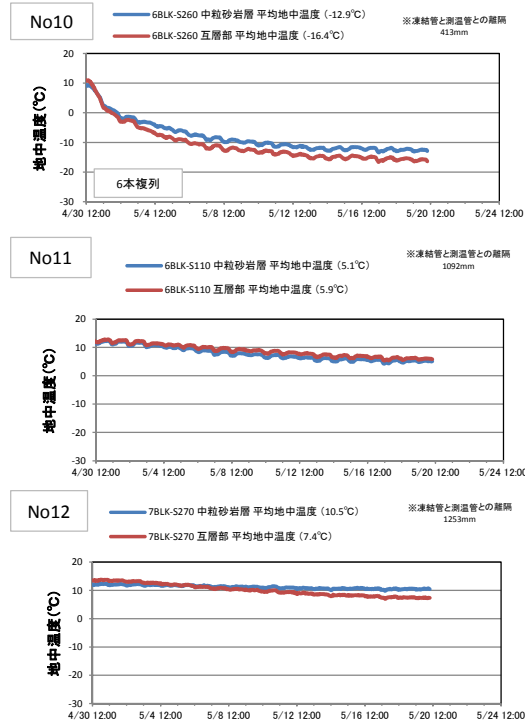 No10
6BLK-S260 中粒砂岩層 平均地中温度 (-12.9℃)
6BLK-S260 互層部 平均地中温度 (-16.4℃)
※凍結管と測温管との離隔
413mm
地中温度(℃)
20
10
0
-10
-20
-30
6本複列
4/30 12:00 5/4 12:00 5/8 12:00 5/12 12:00 5/16 12:00 5/20 12:00 5/24 12:00
No11
6BLK-S110 中粒砂岩層 平均地中温度 (5.1℃)
6BLK-S110 互層部 平均地中温度 (5.9℃)
※凍結管と測温管との離隔
1092mm
地中温度(℃)
20
10
0
-10
-20
-30
4/30 12:00 5/4 12:00 5/8 12:00 5/12 12:00 5/16 12:00 5/20 12:00 5/24 12:00
No12
7BLK-S270 中粒砂岩層 平均地中温度 (10.5℃)
7BLK-S270 互層部 平均地中温度 (7.4℃)
※凍結管と測温管との離隔
1253mm
地中温度(℃)
20
10
0
-10
-20
-30
4/30 12:00 5/4 12:00 5/8 12:00 5/12 12:00 5/16 12:00 5/20 12:00 5/24 12:00